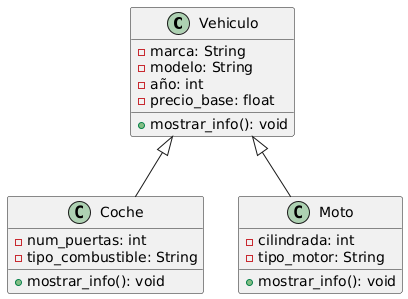 C Vehiculo
marca: String
modelo: String
año: int
precio_base: float
mostrar_info(): void
C Coche
num_puertas: int
tipo_combustible: String
mostrar_info(): void
C Moto
cilindrada: int
tipo_motor: String
mostrar_info(): void